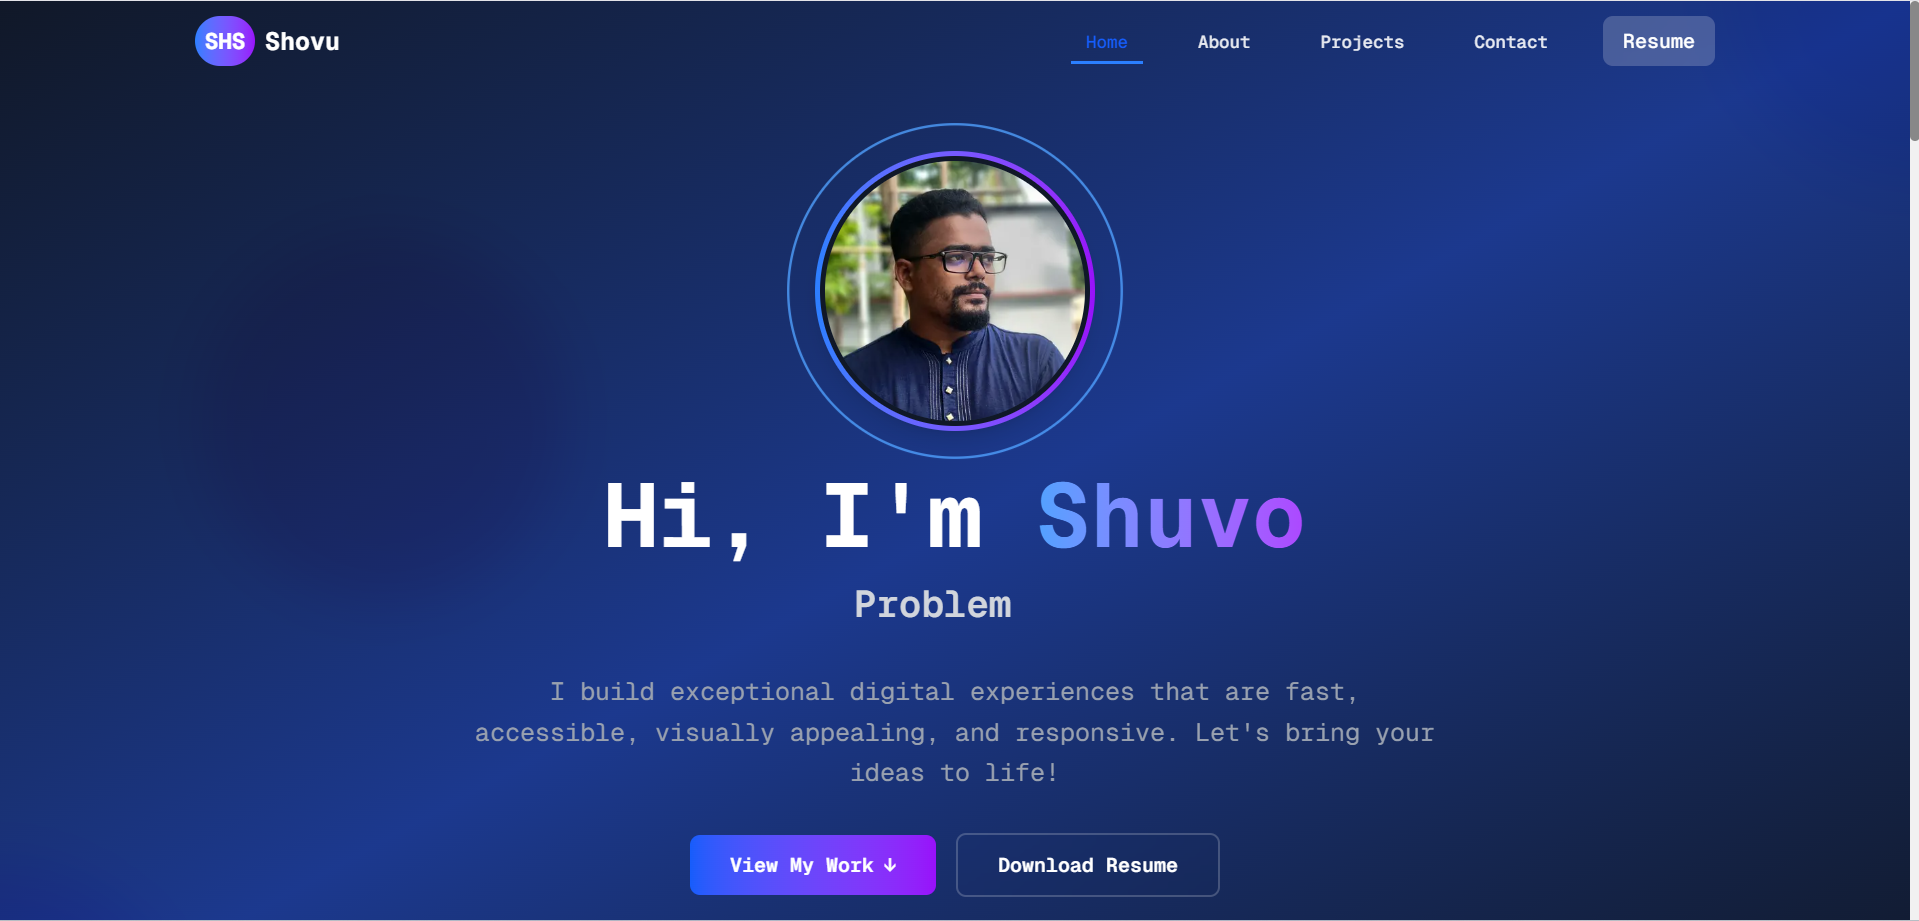 SHS Shovu
Home About Projects Contact Resume
Hi, I'm Shuvo
Problem
I build exceptional digital experiences that are fast,
accessible, visually appealing, and responsive. Let's bring your
ideas to life!
View My Work ↓ Download Resume